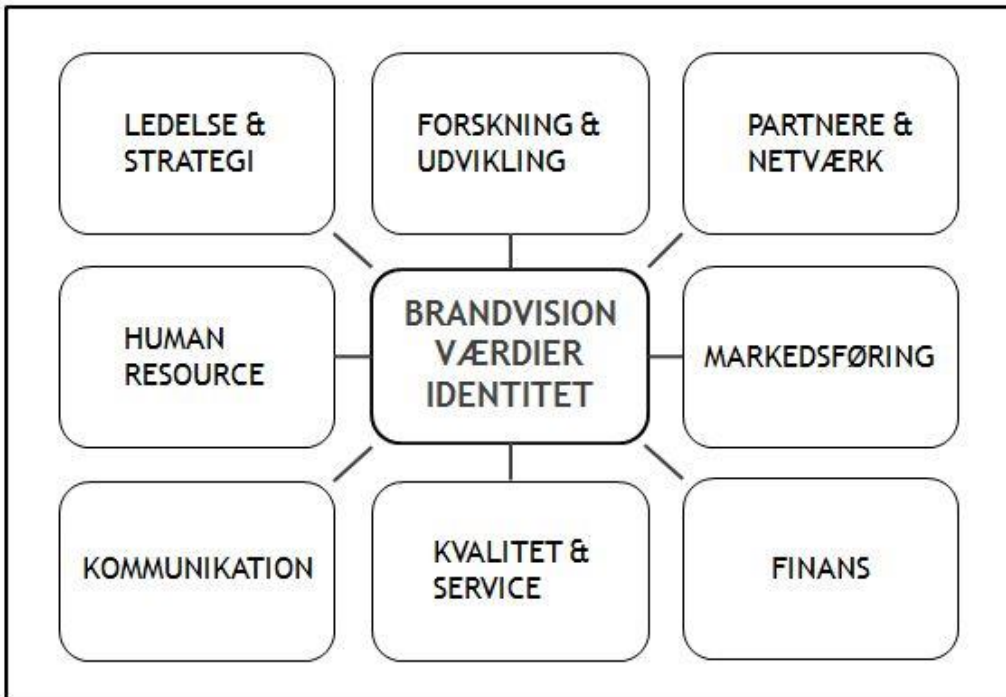 LEDELSE &
STRATEGI
FORSKNING &
UDVIKLING
PARTNERE &
NETVÆRK
HUMAN
RESOURCE
BRANDVISION
VÆRDIER
IDENTITET
MARKEDSFØRING
KOMMUNIKATION
KVALITET &
SERVICE
FINANS